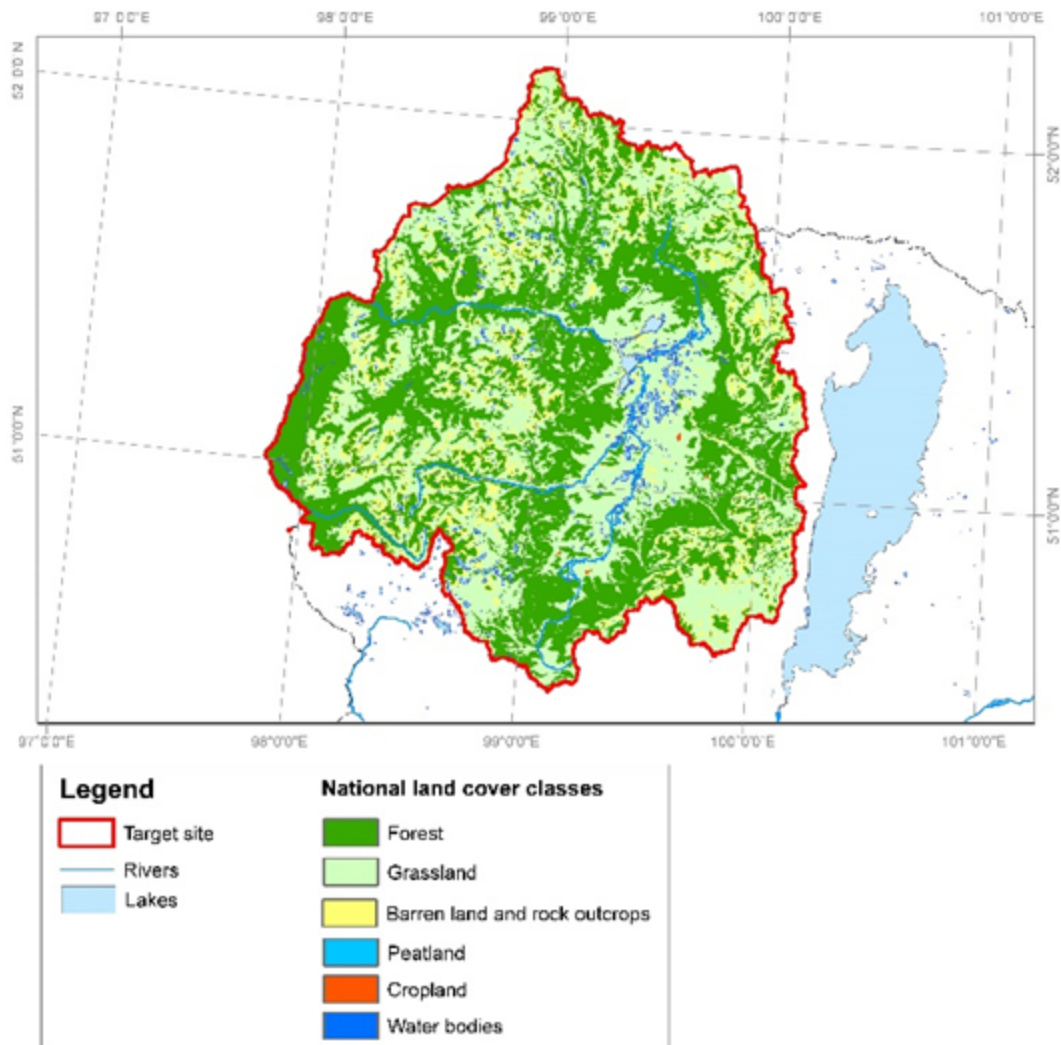 97°0'0"E 98°0'0"E 99°0'0"E 100°0'0"E 101°0'0"E
52°0'0"N
52°0'0"N
51°0'0"N
51°0'0"N
97°0'0"E 98°0'0"E 99°0'0"E 100°0'0"E 101°0'0"E
Legend
Target site
Rivers
Lakes
National land cover classes
Forest
Grassland
Barren land and rock outcrops
Peatland
Cropland
Water bodies